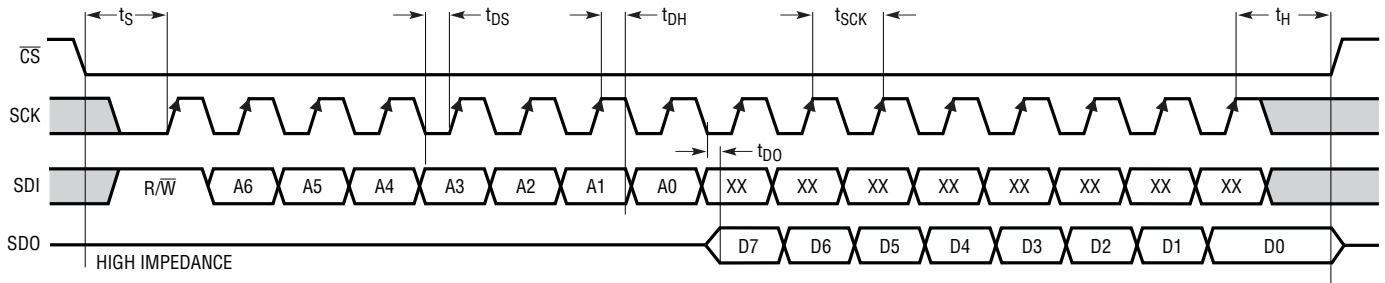 tS tDS tDH tSCK tH
CS
SCK
tDO
SDI R/W A6 A5 A4 A3 A2 A1 A0 XX XX XX XX XX XX XX XX
SDO D7 D6 D5 D4 D3 D2 D1 D0
HIGH IMPEDANCE